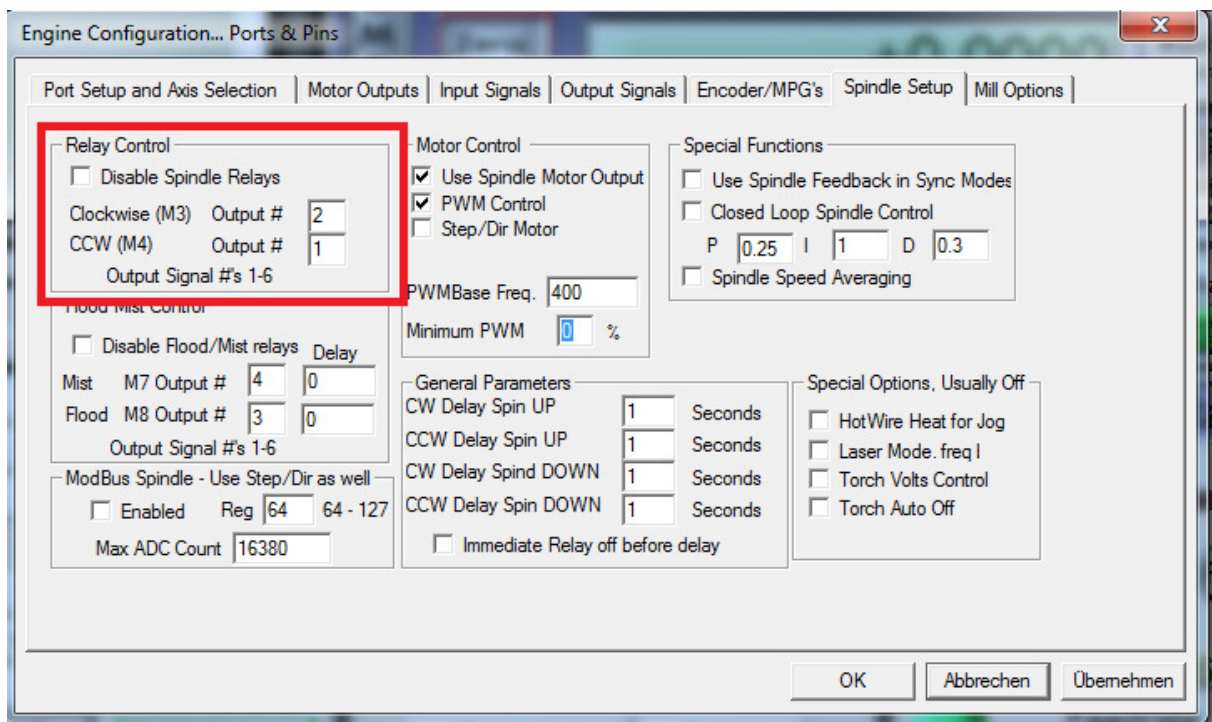 Engine Configuration... Ports & Pins
Port Setup and Axis Selection
Motor Outputs
Input Signals
Output Signals
Encoder/MPG's
Spindle Setup
Mill Options
Relay Control
Disable Spindle Relays
Clockwise (M3) Output # 2
CCW (M4) Output # 1
Output Signal #'s 1-6
Flood Mist Control
Disable Flood/Mist relays Delay
Mist M7 Output # 4 0
Flood M8 Output # 3 0
Output Signal #'s 1-6
ModBus Spindle - Use Step/Dir as well
Enabled Reg 64 64 - 127
Max ADC Count 16380
Motor Control
Use Spindle Motor Output
PWM Control
Step/Dir Motor
PWMBase Freq. 400
Minimum PWM 0 %
General Parameters
CW Delay Spin UP 1 Seconds
CCW Delay Spin UP 1 Seconds
CW Delay Spind DOWN 1 Seconds
CCW Delay Spin DOWN 1 Seconds
Immediate Relay off before delay
Special Functions
Use Spindle Feedback in Sync Modes
Closed Loop Spindle Control
P 0.25 I 1 D 0.3
Spindle Speed Averaging
Special Options, Usually Off
HotWire Heat for Jog
Laser Mode. freq l
Torch Volts Control
Torch Auto Off
OK
Abbrechen
Übernehmen